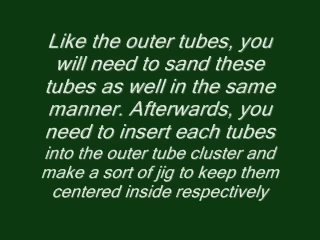 Like the outer tubes, you
will need to sand these
tubes as well in the same
manner. Afterwards, you
need to insert each tubes
into the outer tube cluster and
make a sort of jig to keep them
centered inside respectively